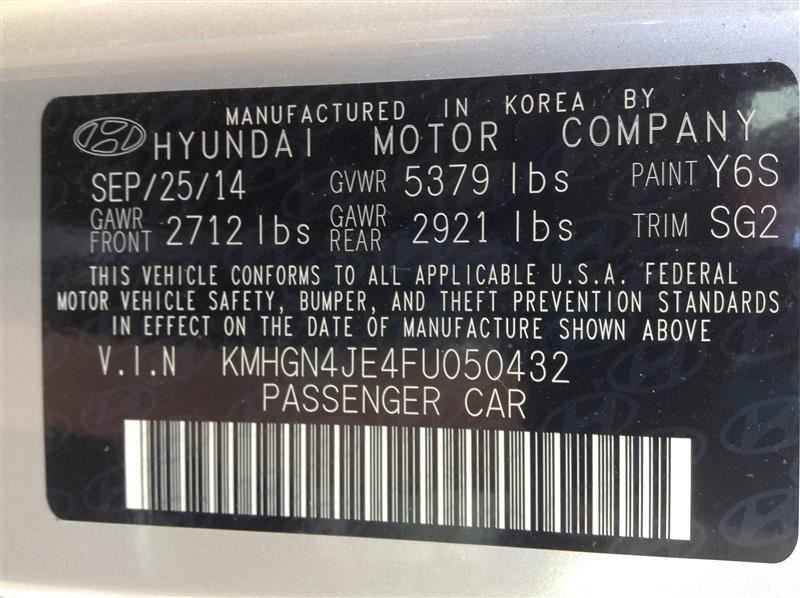 MANUFACTURED IN KOREA BY
HYUNDAI MOTOR COMPANY
SEP/25/14 GVWR 5379 lbs PAINT Y6S
GAWR FRONT 2712 lbs GAWR REAR 2921 lbs TRIM SG2
THIS VEHICLE CONFORMS TO ALL APPLICABLE U.S.A. FEDERAL
MOTOR VEHICLE SAFETY, BUMPER, AND THEFT PREVENTION STANDARDS
IN EFFECT ON THE DATE OF MANUFACTURE SHOWN ABOVE
V.I.N KMHGN4JE4FU050432
PASSENGER CAR